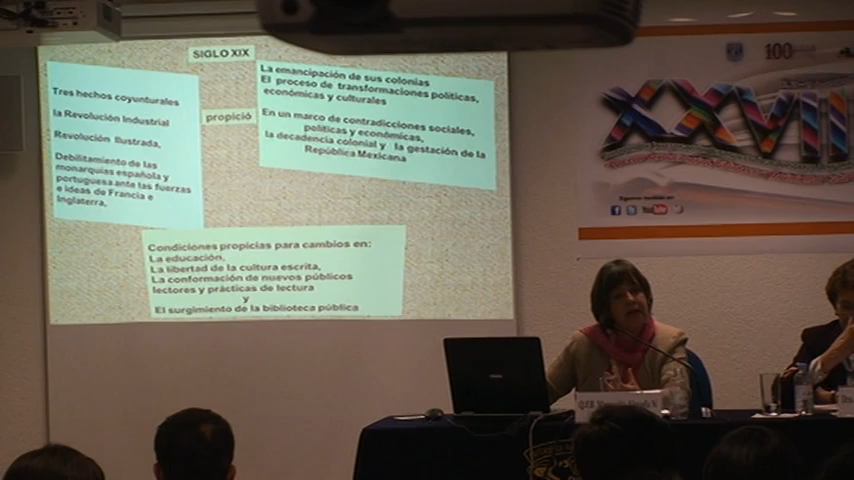 SIGLO XIX
Tres hechos coyunturales
la Revolución Industrial
Revolución Ilustrada,
Debilitamiento de las
monarquías española y
portuguesa ante las fuerzas
e ideas de Francia e
Inglaterra,
propició
La emancipación de sus colonias
El proceso de transformaciones políticas,
económicas y culturales
En un marco de contradicciones sociales,
políticas y económicas,
la decadencia colonial y la gestación de la
República Mexicana
Condiciones propicias para cambios en:
La educación,
La libertad de la cultura escrita,
La conformación de nuevos públicos
lectores y prácticas de lectura
y
El surgimiento de la biblioteca pública
100
XXVII
YouTube